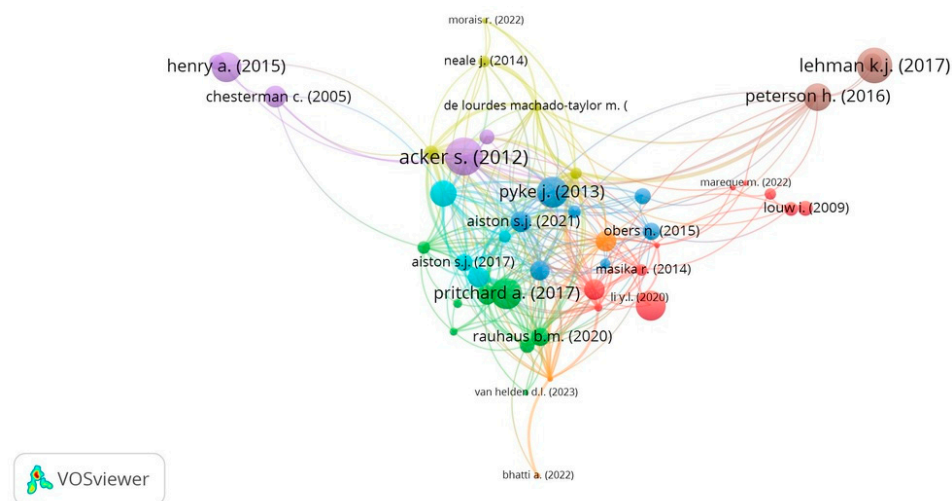 morais r. (2022)
neale j. (2014)
henry a. (2015)
lehman k.j. (2017)
chesterman c. (2005)
peterson h. (2016)
de lourdes machado-taylor m. (
acker s. (2012)
mareque m. (2022)
pyke j. (2013)
louw i. (2009)
aiston s.j. (2021)
obers n. (2015)
aiston s.j. (2017)
masika r. (2014)
pritchard a. (2017)
li y.l. (2020)
rauhaus b.m. (2020)
van helden d.l. (2023)
bhatti a. (2022)
VOSviewer